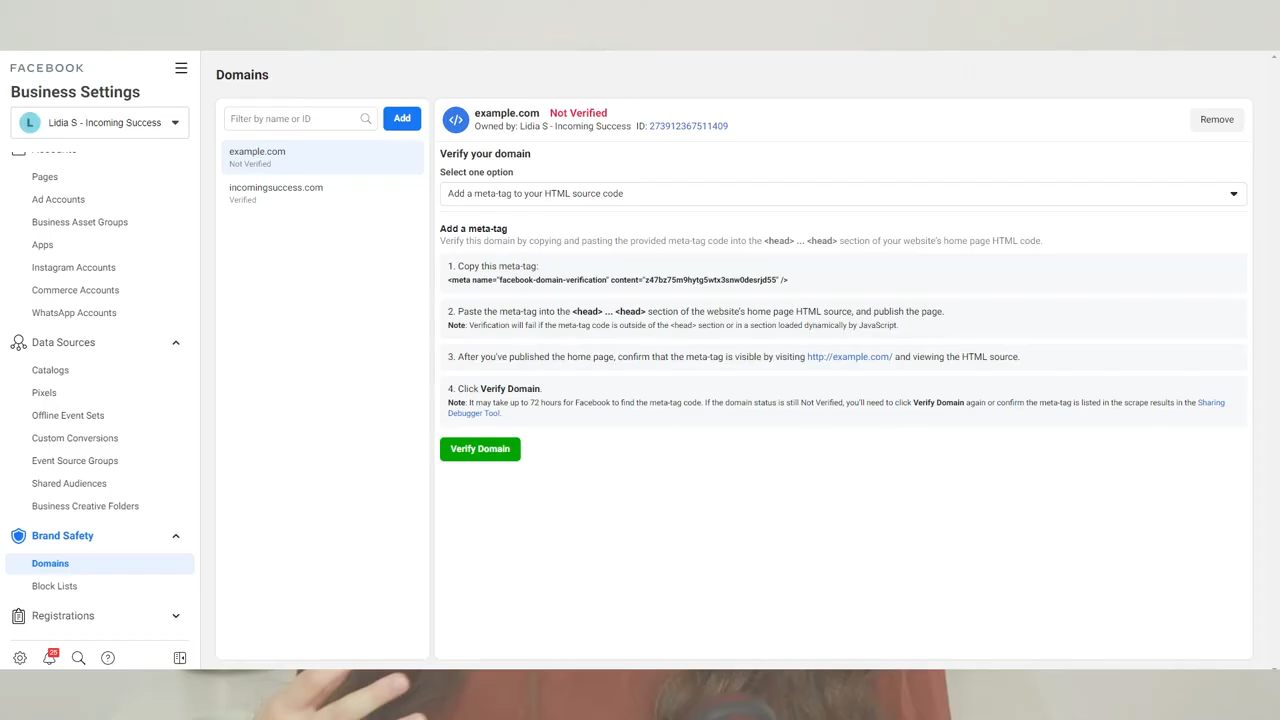 FACEBOOK
Business Settings
L Lidia S - Incoming Success
Accounts
Pages
Ad Accounts
Business Asset Groups
Apps
Instagram Accounts
Commerce Accounts
WhatsApp Accounts
Data Sources
Catalogs
Pixels
Offline Event Sets
Custom Conversions
Event Source Groups
Shared Audiences
Business Creative Folders
Brand Safety
Domains
Block Lists
Registrations
25
Domains
Filter by name or ID
Add
example.com
Not Verified
incomingsuccess.com
Verified
example.com Not Verified
Owned by: Lidia S - Incoming Success ID: 273912367511409
Remove
Verify your domain
Select one option
Add a meta-tag to your HTML source code
Add a meta-tag
Verify this domain by copying and pasting the provided meta-tag code into the <head> ... <head> section of your website's home page HTML code.
1. Copy this meta-tag:
<meta name="facebook-domain-verification" content="z47bz75m9hytg5wtx3snw0desrjd55" />
2. Paste the meta-tag into the <head> ... <head> section of the website's home page HTML source, and publish the page.
Note: Verification will fail if the meta-tag code is outside of the <head> section or in a section loaded dynamically by JavaScript.
3. After you've published the home page, confirm that the meta-tag is visible by visiting http://example.com/ and viewing the HTML source.
4. Click Verify Domain.
Note: It may take up to 72 hours for Facebook to find the meta-tag code. If the domain status is still Not Verified, you'll need to click Verify Domain again or confirm the meta-tag is listed in the scrape results in the Sharing
Debugger Tool.
Verify Domain